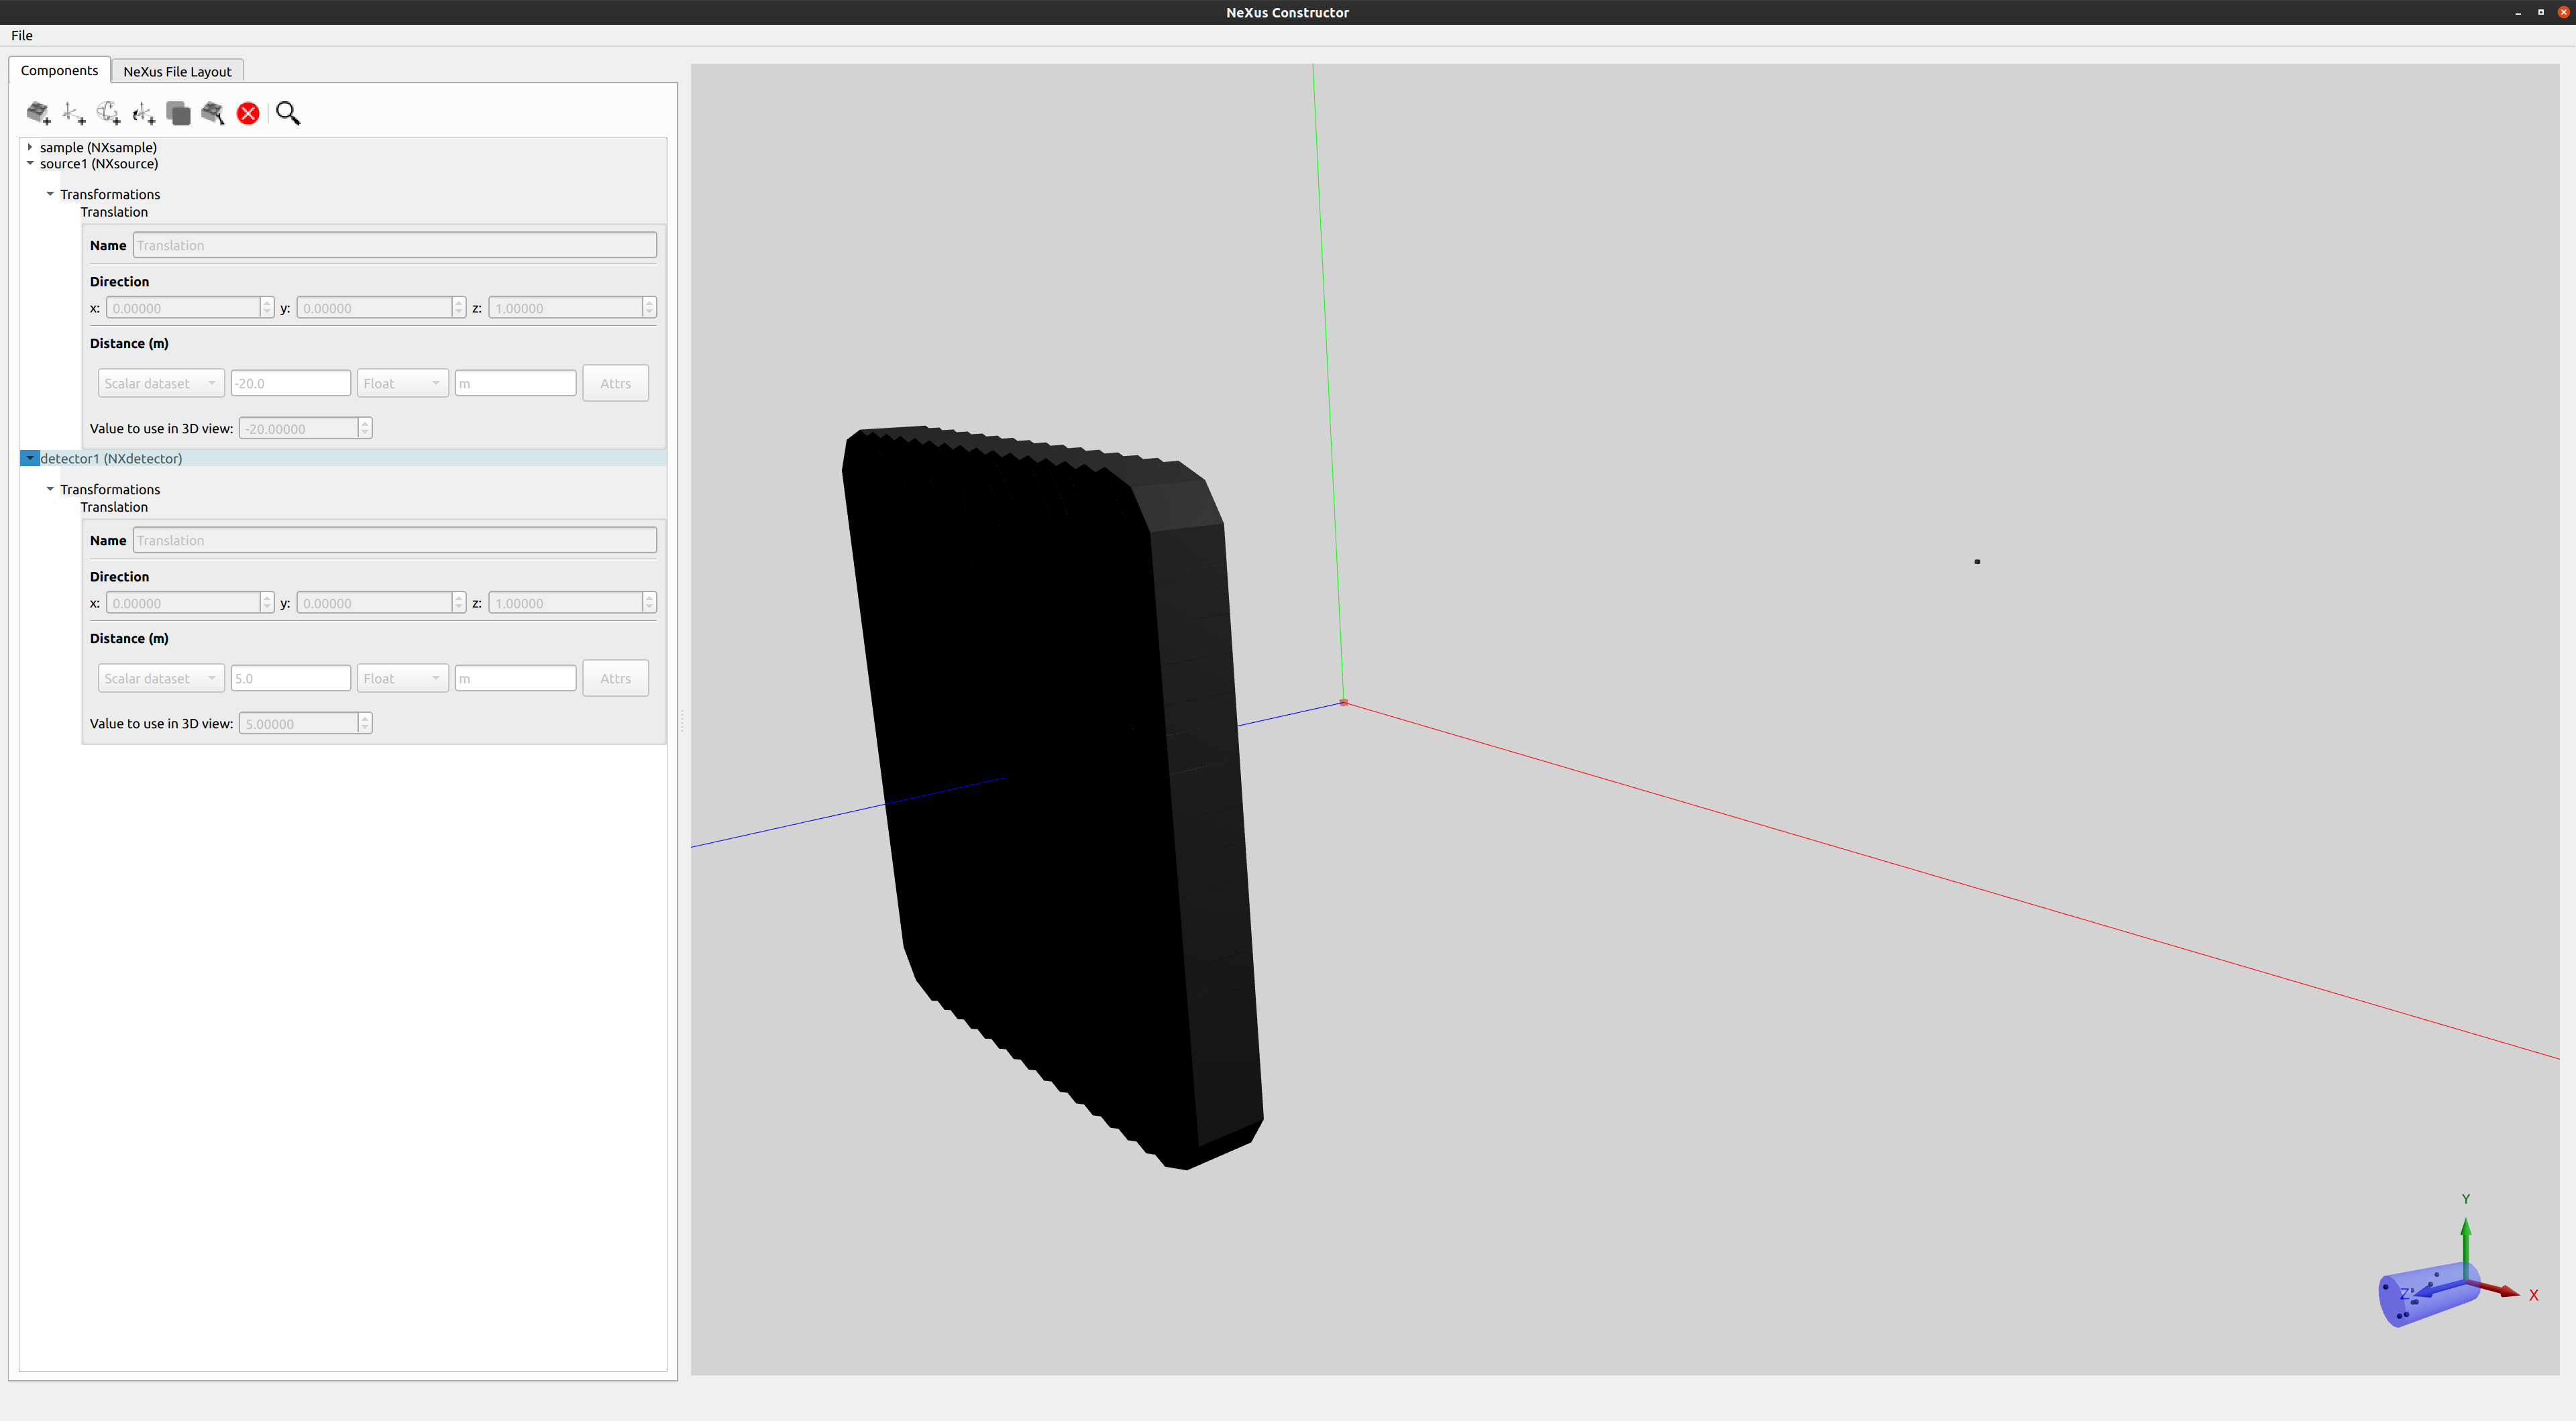 NeXus Constructor
File
Components NeXus File Layout
sample (NXsample)
source1 (NXsource)
Transformations
Translation
Name Translation
Direction
x: 0.00000 y: 0.00000 z: 1.00000
Distance (m)
Scalar dataset -20.0 Float m Attrs
Value to use in 3D view: -20.00000
detector1 (NXdetector)
Transformations
Translation
Name Translation
Direction
x: 0.00000 y: 0.00000 z: 1.00000
Distance (m)
Scalar dataset 5.0 Float m Attrs
Value to use in 3D view: 5.00000
Y
Z
X